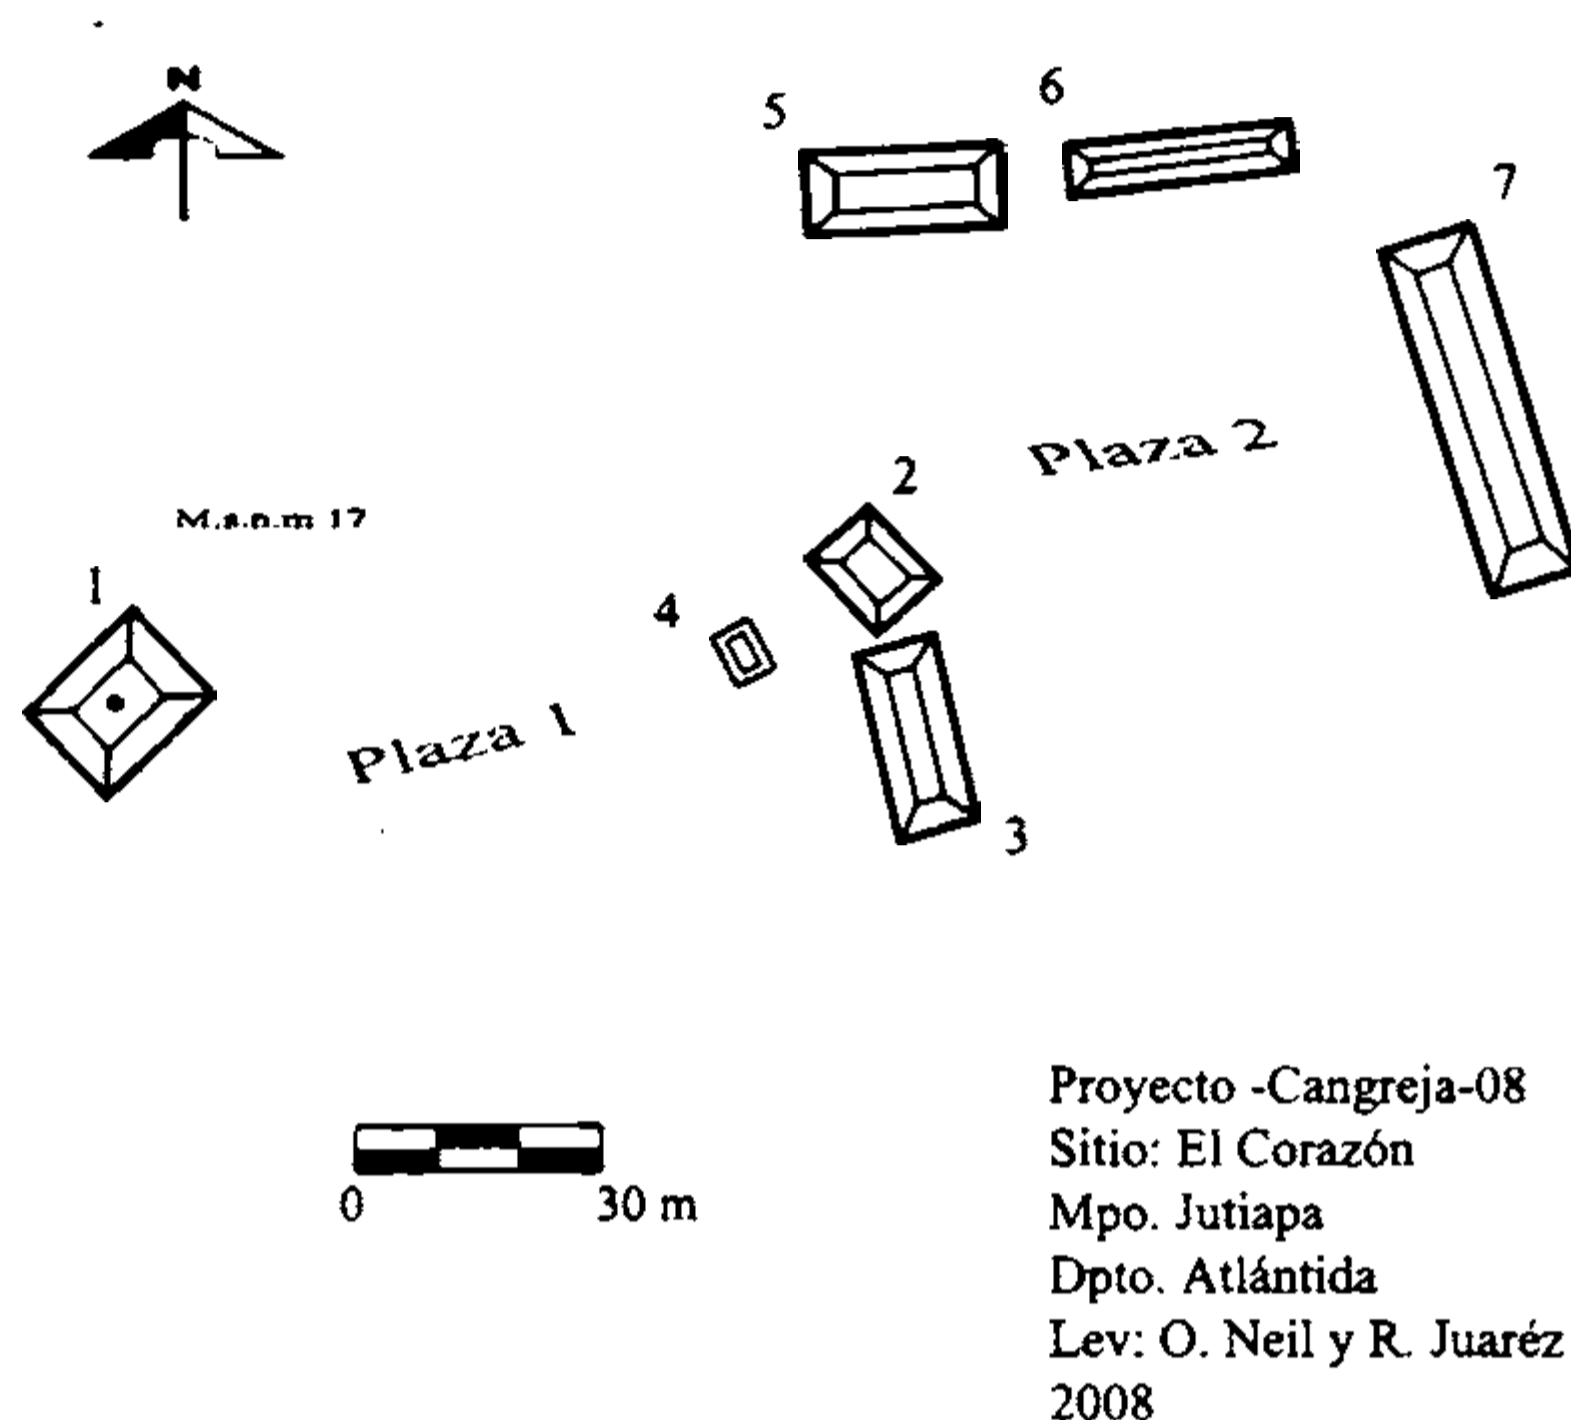 N
5
6
7
Plaza 2
2
M.s.n.m 17
1
4
Plaza 1
3
0
30 m
Proyecto -Cangreja-08
Sitio: El Corazón
Mpo. Jutiapa
Dpto. Atlántida
Lev: O. Neil y R. Juaréz
2008